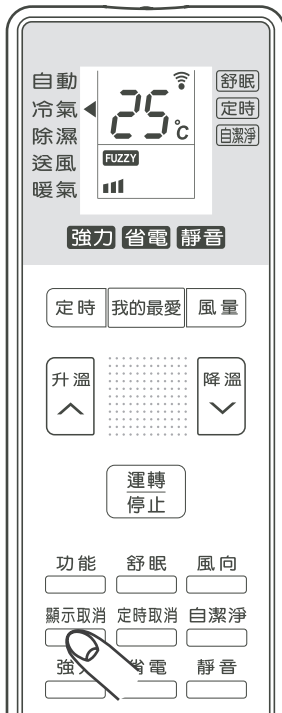 自動
冷氣
除濕
送風
暖氣
25℃
FUZZY
舒眠
定時
自潔淨
強力 省電 靜音
定時 我的最愛 風量
升溫 降溫
運轉
停止
功能 舒眠 風向
顯示取消 定時取消 自潔淨
強 省電 靜音